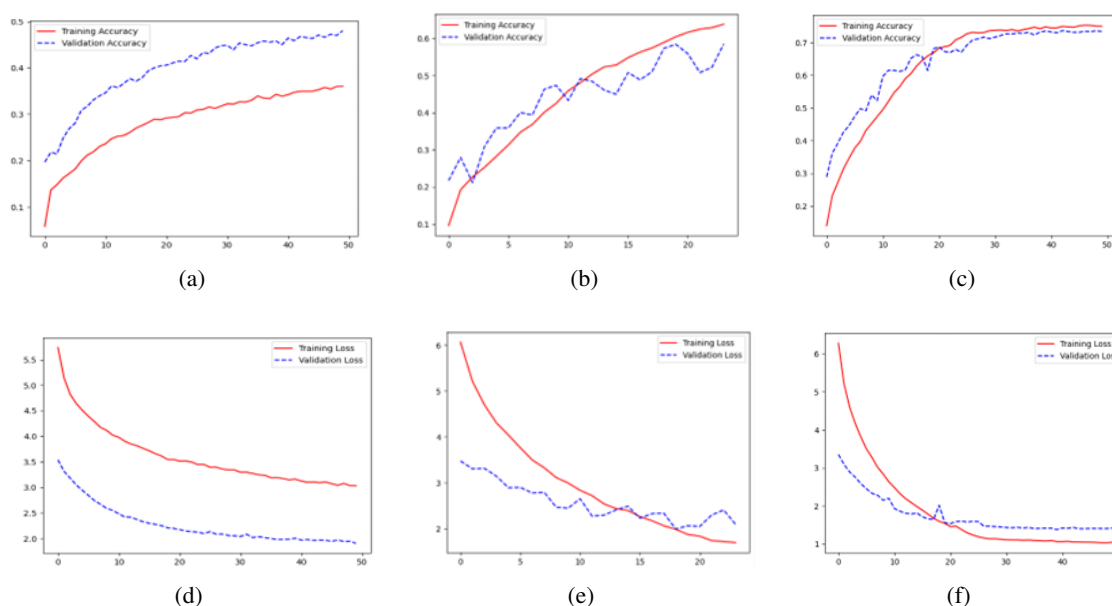 Training Accuracy
Validation Accuracy
0.5
0.4
0.3
0.2
0.1
0 10 20 30 40 50
(a)
Training Accuracy
Validation Accuracy
0.6
0.5
0.4
0.3
0.2
0.1
0 5 10 15 20
(b)
Training Accuracy
Validation Accuracy
0.7
0.6
0.5
0.4
0.3
0.2
0 10 20 30 40 50
(c)
Training Loss
Validation Loss
5.5
5.0
4.5
4.0
3.5
3.0
2.5
2.0
0 10 20 30 40 50
(d)
Training Loss
Validation Loss
6
5
4
3
2
0 5 10 15 20
(e)
Training Loss
Validation Los
6
5
4
3
2
1
0 10 20 30 40
(f)